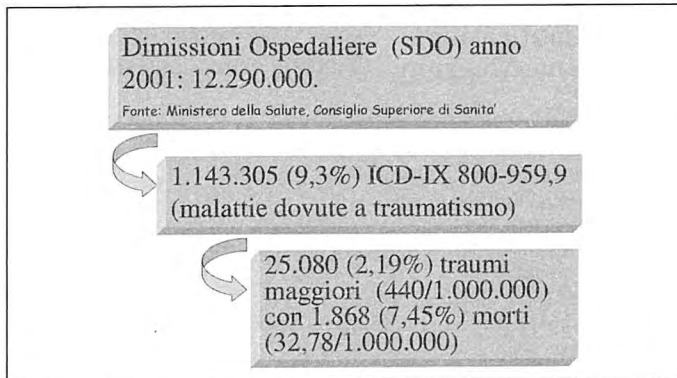 Dimissioni Ospedaliere (SDO) anno
2001: 12.290.000.
Fonte: Ministero della Salute, Consiglio Superiore di Sanita'
1.143.305 (9,3%) ICD-IX 800-959,9
(malattie dovute a traumatismo)
25.080 (2,19%) traumi
maggiori (440/1.000.000)
con 1.868 (7,45%) morti
(32,78/1.000.000)